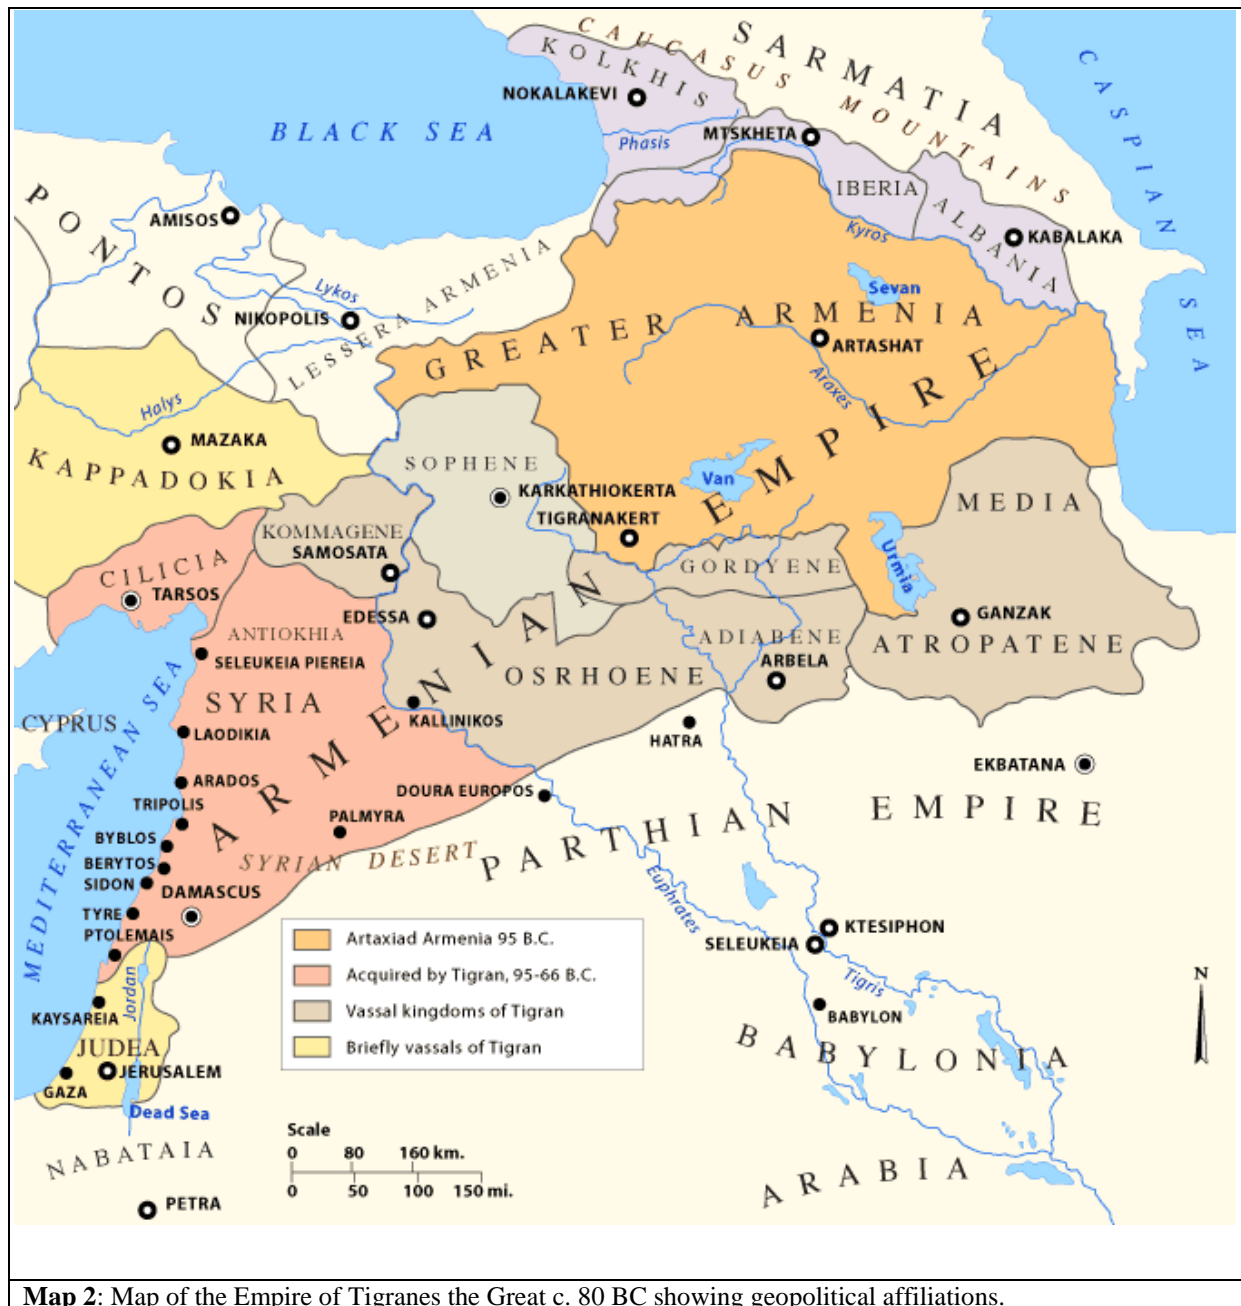 SARMATIA
CAUCASUS MOUNTAINS
KOLKHIS
CASPIAN SEA
NOKALAKEVI
BLACK SEA
Phasis
MTSKHETA
IBERIA
ALBANIA
PONTOS
AMISOS
Kyros
KABALAKA
LESSERA ARMENIA
Lykos
Sevan
NIKOPOLIS
GREATER ARMENIA
ARTASHAT
Araxes
Halys
MAZAKA
KAPPADOKIA
SOPHENE
Van
KARKATHIOKERTA
TIGRANAKERT
ARMENIAN EMPIRE
MEDIA
KOMMAGENE
SAMOSATA
Urmia
CILICIA
TARSOS
GORDYENE
EDESSA
GANZAK
ANTIOKHIA
ADIABENE
ATROPATENE
SELEUKEIA PIEREIA
ARBELA
OSRHOENE
SYRIA
KALLINIKOS
CYPRUS
MEDITERRANEAN SEA
LAODIKIA
HATRA
EKBATANA
ARADOS
DOURA EUROPOS
TRIPOLIS
PALMYRA
PARTHIAN EMPIRE
BYBLOS
BERYTOS
SYRIAN DESERT
SIDON
DAMASCUS
Euphrates
TYRE
PTOLEMAIS
KTESIPHON
SELEUKEIA
Artaxiad Armenia 95 B.C.
Acquired by Tigran, 95-66 B.C.
Vassal kingdoms of Tigran
Briefly vassals of Tigran
Jordan
Tigris
N
KAYSAREIA
BABYLON
JUDEA
BABYLONIA
JERUSALEM
GAZA
Dead Sea
Scale
0 80 160 km.
0 50 100 150 mi.
NABATAIA
ARABIA
PETRA
Map 2: Map of the Empire of Tigranes the Great c. 80 BC showing geopolitical affiliations.